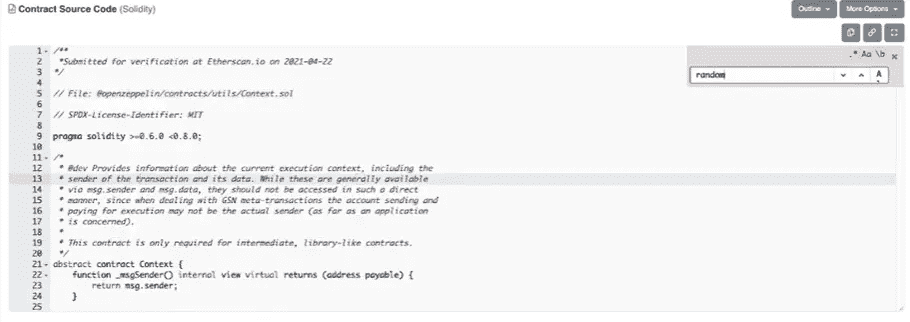 Contract Source Code (Solidity)
Outline
More Options
.* Aa \b ×
random
A
1 /**
2 *Submitted for verification at Etherscan.io on 2021-04-22
3 */
4
5 // File: @openzeppelin/contracts/utils/Context.sol
6
7 // SPDX-License-Identifier: MIT
8
9 pragma solidity >=0.6.0 <0.8.0;
10
11 /*
12 * @dev Provides information about the current execution context, including the
13 * sender of the transaction and its data. While these are generally available
14 * via msg.sender and msg.data, they should not be accessed in such a direct
15 * manner, since when dealing with GSN meta-transactions the account sending and
16 * paying for execution may not be the actual sender (as far as an application
17 * is concerned).
18 *
19 * This contract is only required for intermediate, library-like contracts.
20 */
21 abstract contract Context {
22 function _msgSender() internal view virtual returns (address payable) {
23 return msg.sender;
24 }
25